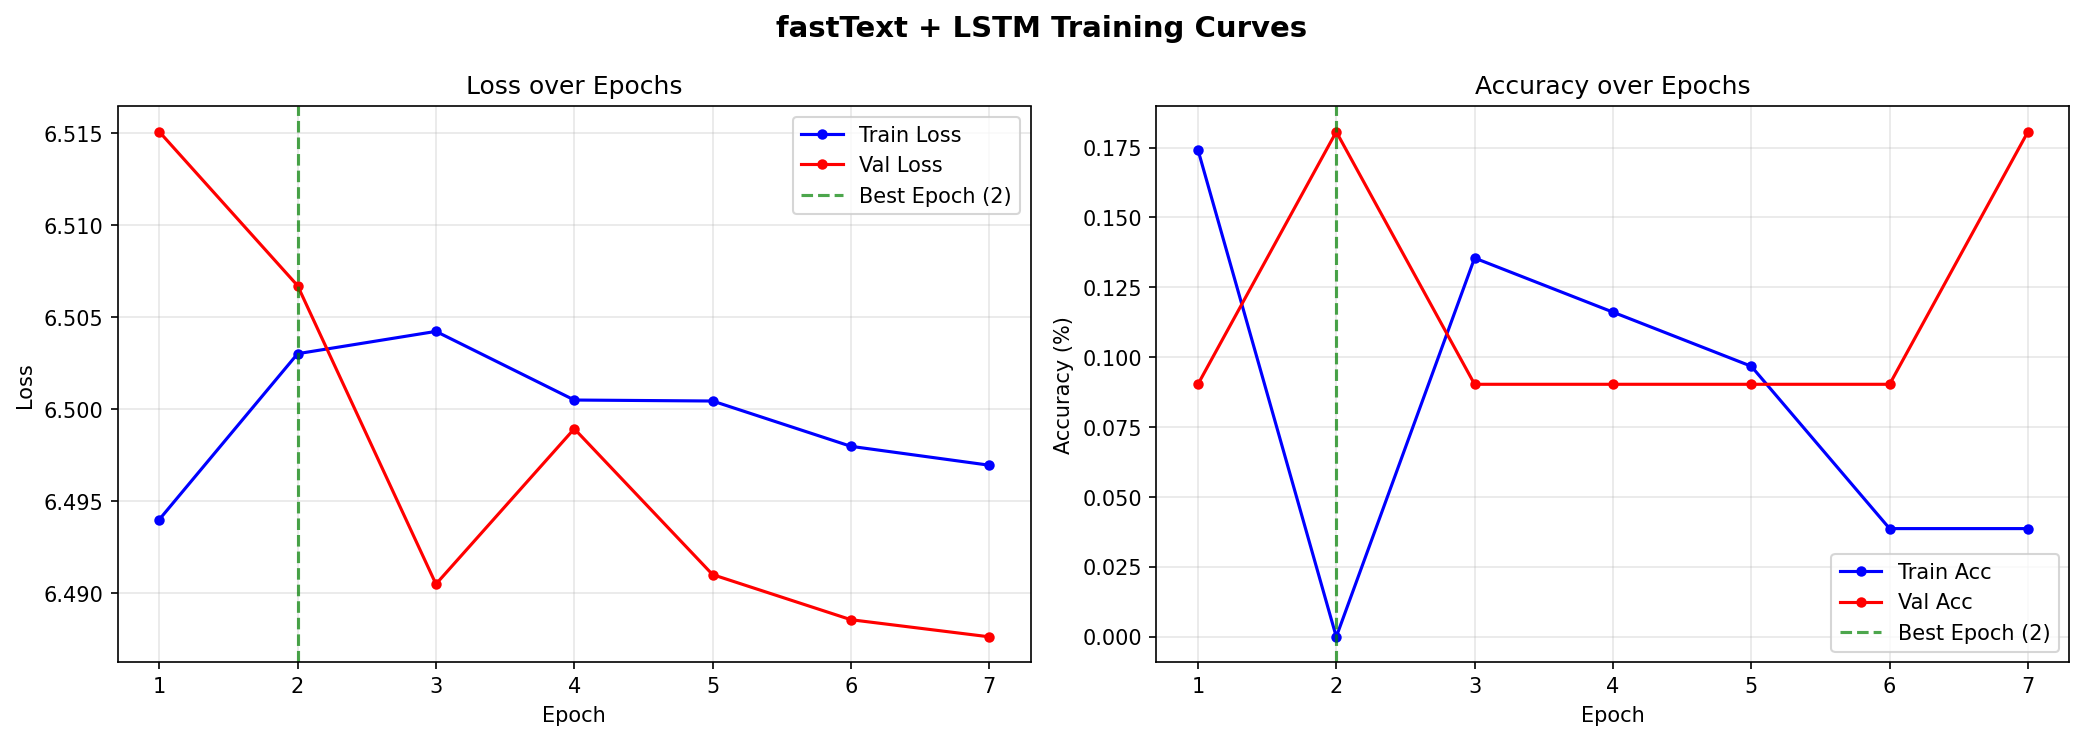 fastText + LSTM Training Curves
Loss over Epochs
Loss
6.515
6.510
6.505
6.500
6.495
6.490
1 2 3 4 5 6 7
Epoch
Train Loss
Val Loss
Best Epoch (2)
Accuracy over Epochs
Accuracy (%)
0.175
0.150
0.125
0.100
0.075
0.050
0.025
0.000
1 2 3 4 5 6 7
Epoch
Train Acc
Val Acc
Best Epoch (2)